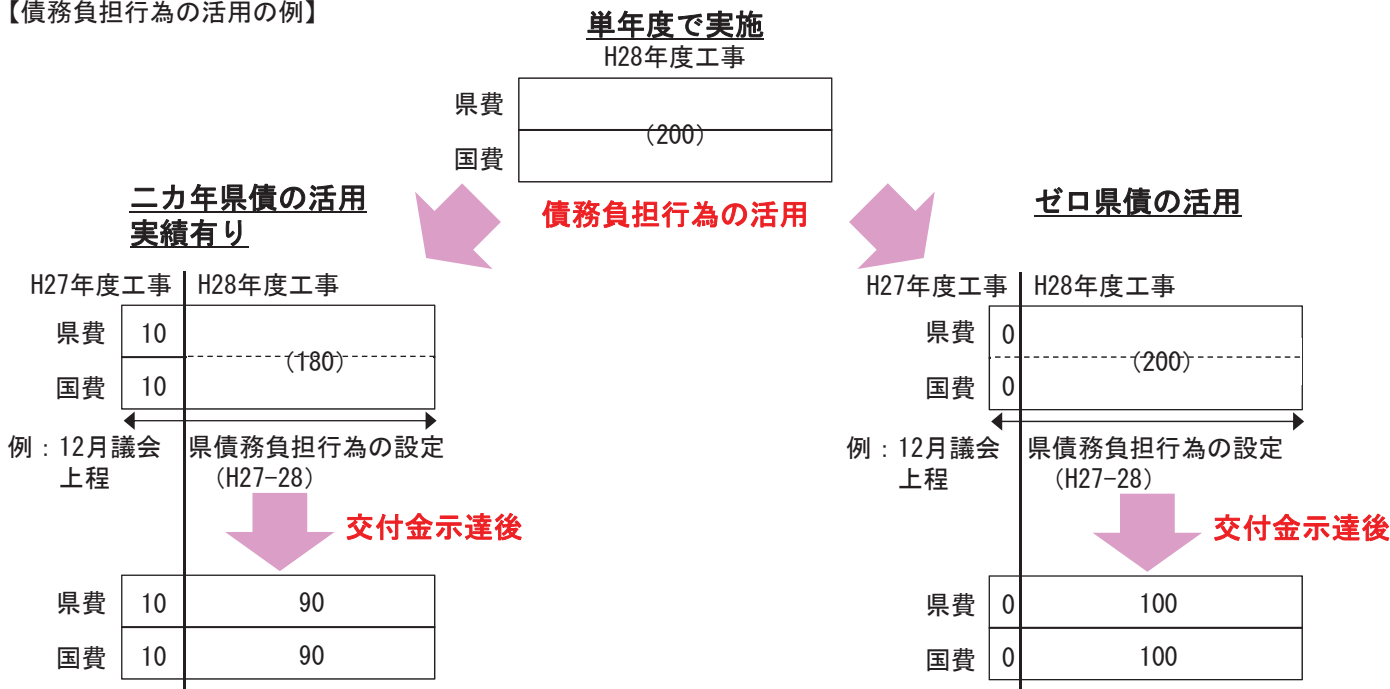 【債務負担行為の活用の例】
単年度で実施
H28年度工事
県費
(200)
国費
債務負担行為の活用
二カ年県債の活用
実績有り
H27年度工事 H28年度工事
県費 10
(180)
国費 10
例：12月議会
上程
県債務負担行為の設定
(H27-28)
交付金示達後
県費 10 90
国費 10 90
ゼロ県債の活用
H27年度工事 H28年度工事
県費 0
(200)
国費 0
例：12月議会
上程
県債務負担行為の設定
(H27-28)
交付金示達後
県費 0 100
国費 0 100